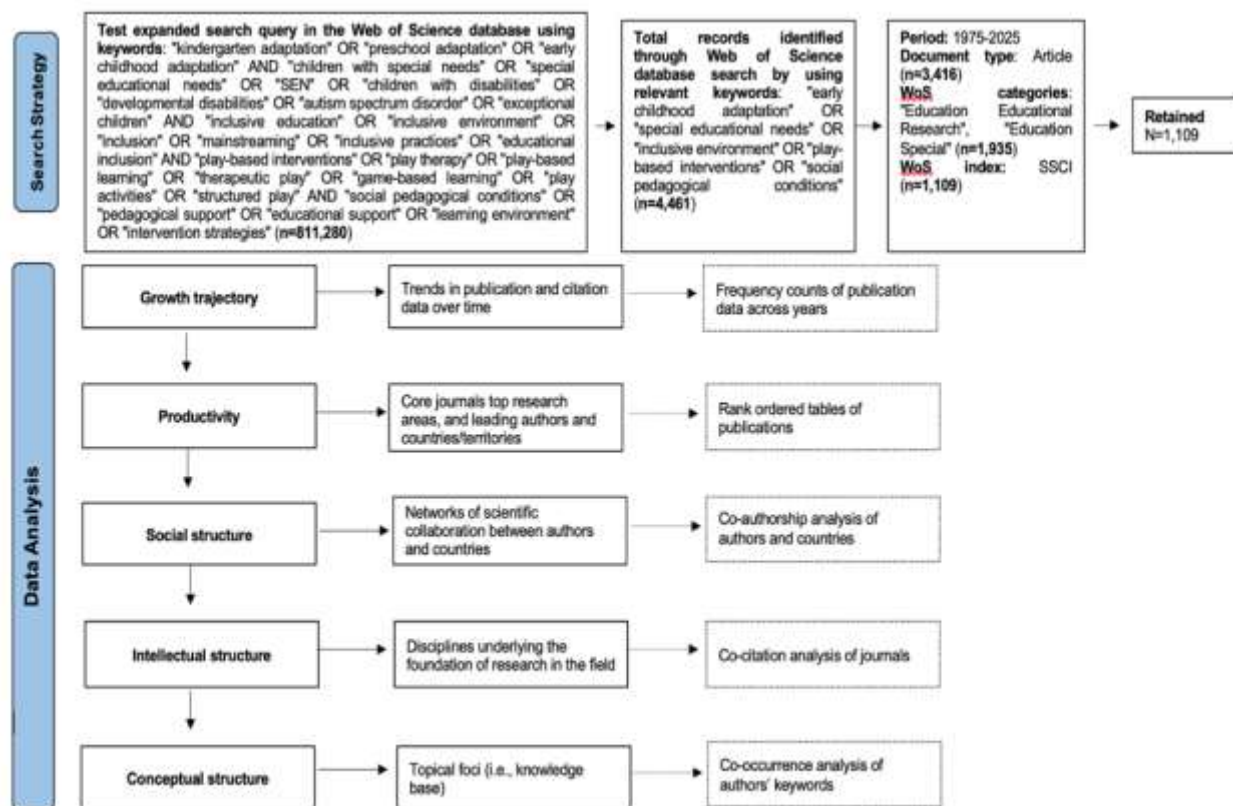 Search Strategy
Test expanded search query in the Web of Science database using
keywords: "kindergarten adaptation" OR "preschool adaptation" OR "early
childhood adaptation" AND "children with special needs" OR "special
educational needs" OR "SEN" OR "children with disabilities" OR
"developmental disabilities" OR "autism spectrum disorder" OR "exceptional
children" AND "inclusive education" OR "inclusive environment" OR
"inclusion" OR "mainstreaming" OR "inclusive practices" OR "educational
inclusion" AND "play-based interventions" OR "play therapy" OR "play-based
learning" OR "therapeutic play" OR "game-based learning" OR "play
activities" OR "structured play" AND "social pedagogical conditions" OR
"pedagogical support" OR "educational support" OR "learning environment"
OR "intervention strategies" (n=811,280)
Total records identified
through Web of Science
database search by using
relevant keywords: "early
childhood adaptation" OR
"special educational needs" OR
"inclusive environment" OR "play-
based interventions" OR "social
pedagogical conditions"
(n=4,461)
Period: 1975-2025
Document type: Article
(n=3,416)
WoS categories:
"Education Educational
Research", "Education
Special" (n=1,935)
WoS index: SSCI
(n=1,109)
Retained
N=1,109
Data Analysis
Growth trajectory
Trends in publication and citation
data over time
Frequency counts of publication
data across years
Productivity
Core journals top research
areas, and leading authors and
countries/territories
Rank ordered tables of
publications
Social structure
Networks of scientific
collaboration between authors
and countries
Co-authorship analysis of
authors and countries
Intellectual structure
Disciplines underlying the
foundation of research in the field
Co-citation analysis of journals
Conceptual structure
Topical foci (i.e., knowledge
base)
Co-occurrence analysis of
authors' keywords